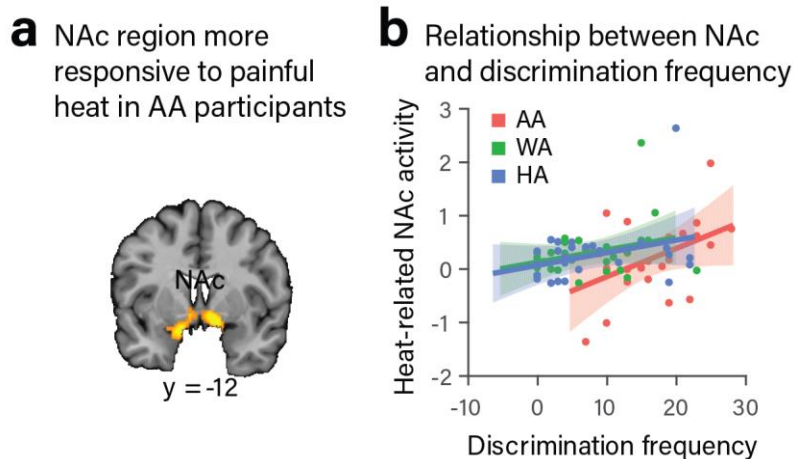 a
NAc region more
responsive to painful
heat in AA participants
NAc
y = -12
b
Relationship between NAc
and discrimination frequency
Heat-related NAc activity
3
2
1
0
-1
-2
AA
WA
HA
-10 0 10 20 30
Discrimination frequency